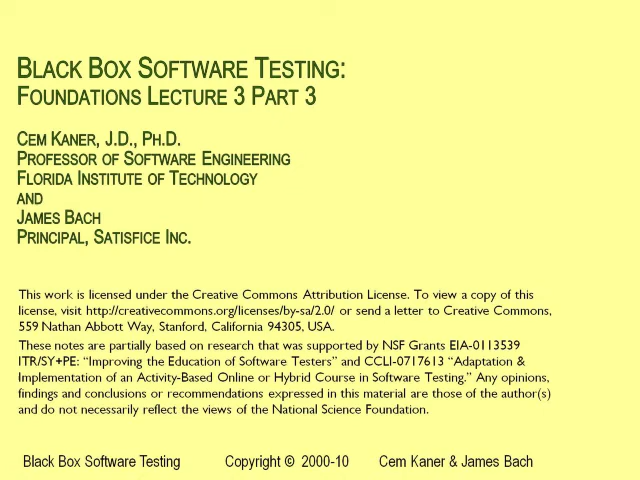 BLACK BOX SOFTWARE TESTING:
FOUNDATIONS LECTURE 3 PART 3
CEM KANER, J.D., PH.D.
PROFESSOR OF SOFTWARE ENGINEERING
FLORIDA INSTITUTE OF TECHNOLOGY
AND
JAMES BACH
PRINCIPAL, SATISFICE INC.
This work is licensed under the Creative Commons Attribution License. To view a copy of this
license, visit http://creativecommons.org/licenses/by-sa/2.0/ or send a letter to Creative Commons,
559 Nathan Abbott Way, Stanford, California 94305, USA.
These notes are partially based on research that was supported by NSF Grants EIA-0113539
ITR/SY+PE: “Improving the Education of Software Testers” and CCLI-0717613 “Adaptation &
Implementation of an Activity-Based Online or Hybrid Course in Software Testing.” Any opinions,
findings and conclusions or recommendations expressed in this material are those of the author(s)
and do not necessarily reflect the views of the National Science Foundation.
Black Box Software Testing Copyright © 2000-10 Cem Kaner & James Bach